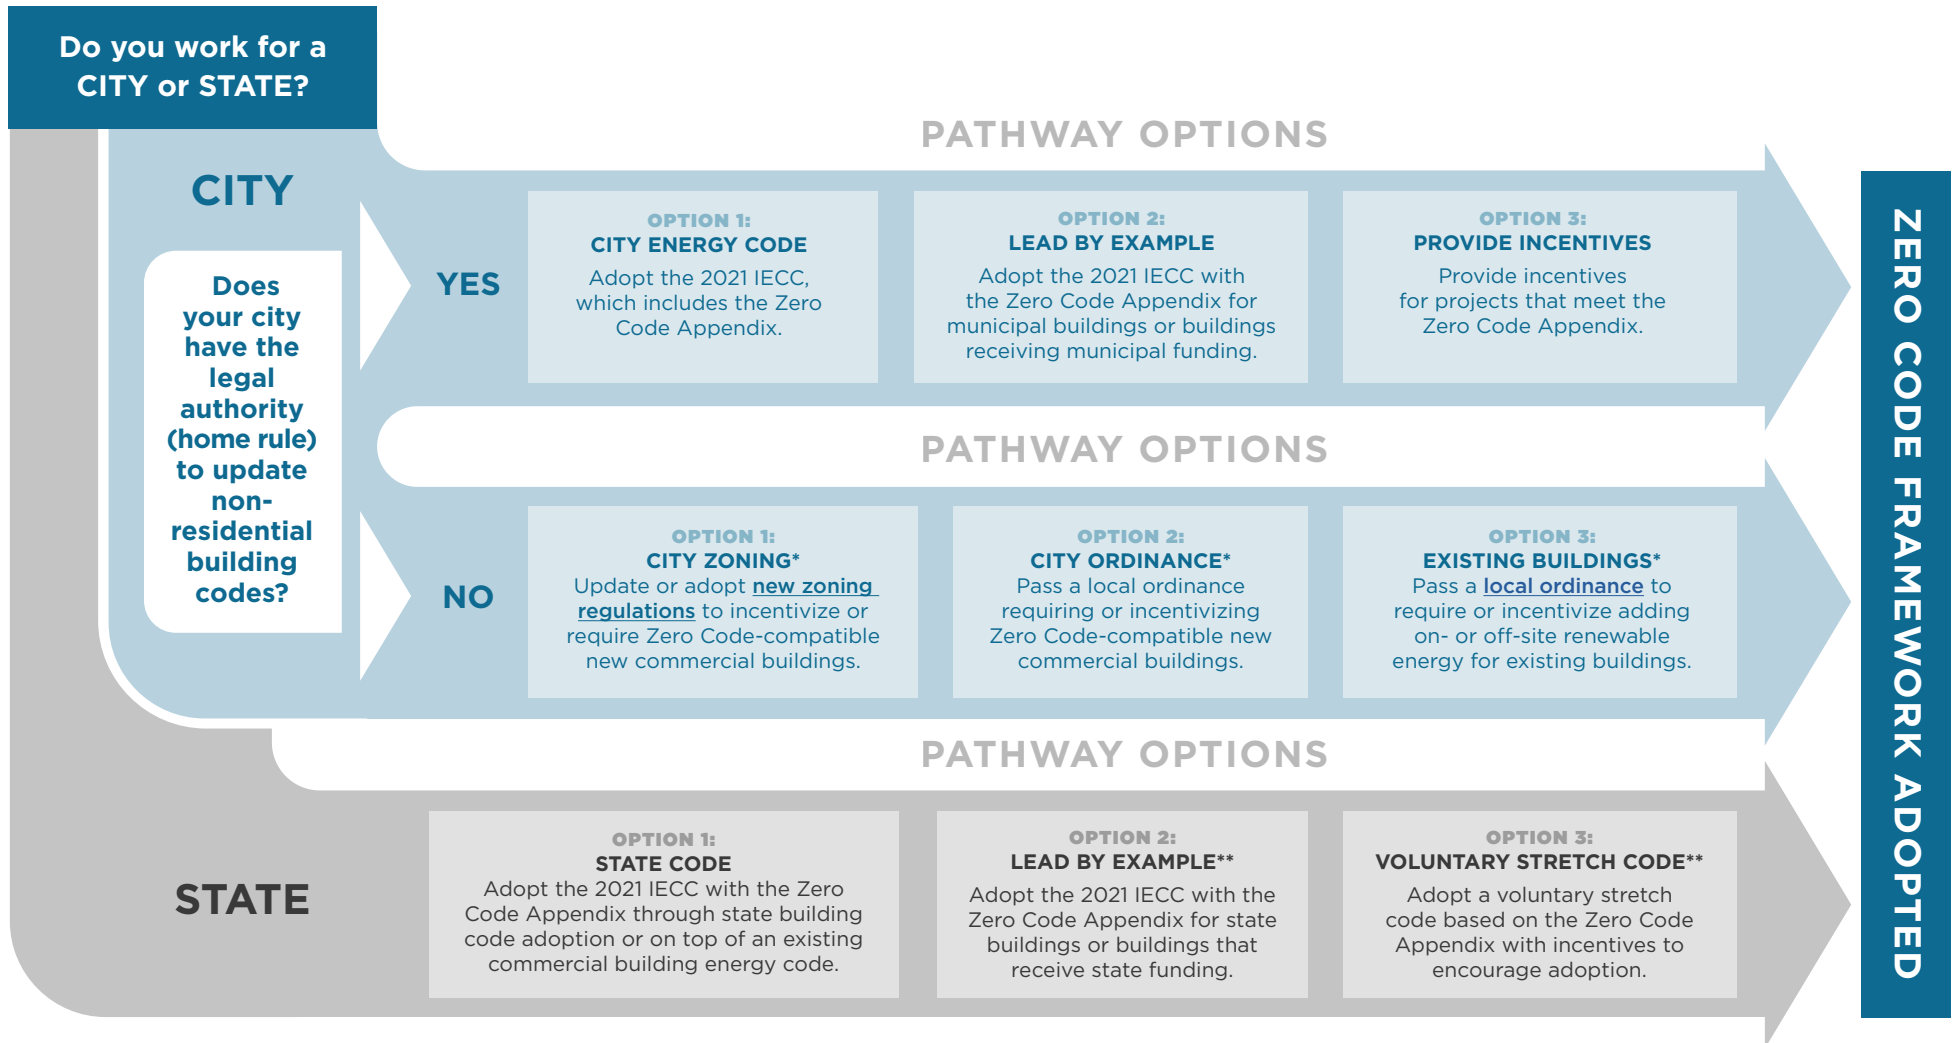 Do you work for a
CITY or STATE?
PATHWAY OPTIONS
CITY
Does
your city
have the
legal
authority
(home rule)
to update
non-
residential
building
codes?
YES
OPTION 1:
CITY ENERGY CODE
Adopt the 2021 IECC,
which includes the Zero
Code Appendix.
OPTION 2:
LEAD BY EXAMPLE
Adopt the 2021 IECC with
the Zero Code Appendix for
municipal buildings or buildings
receiving municipal funding.
OPTION 3:
PROVIDE INCENTIVES
Provide incentives
for projects that meet the
Zero Code Appendix.
PATHWAY OPTIONS
NO
OPTION 1:
CITY ZONING*
Update or adopt new zoning
regulations to incentivize or
require Zero Code-compatible
new commercial buildings.
OPTION 2:
CITY ORDINANCE*
Pass a local ordinance
requiring or incentivizing
Zero Code-compatible new
commercial buildings.
OPTION 3:
EXISTING BUILDINGS*
Pass a local ordinance to
require or incentivize adding
on- or off-site renewable
energy for existing buildings.
PATHWAY OPTIONS
STATE
OPTION 1:
STATE CODE
Adopt the 2021 IECC with the Zero
Code Appendix through state building
code adoption or on top of an existing
commercial building energy code.
OPTION 2:
LEAD BY EXAMPLE**
Adopt the 2021 IECC with the
Zero Code Appendix for state
buildings or buildings that
receive state funding.
OPTION 3:
VOLUNTARY STRETCH CODE**
Adopt a voluntary stretch
code based on the Zero Code
Appendix with incentives to
encourage adoption.
ZERO CODE FRAMEWORK ADOPTED